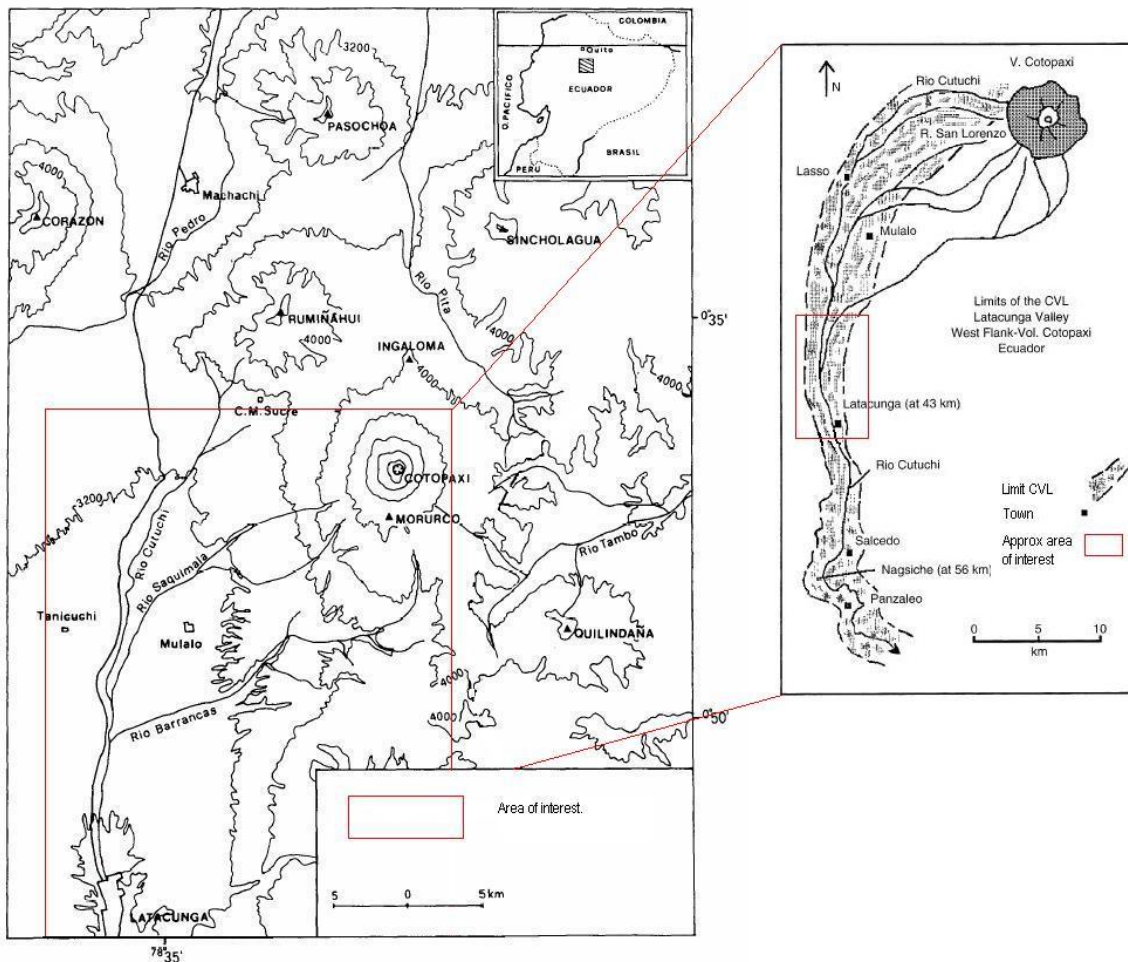 COLOMBIA
Quito
ECUADOR
O. PACIFICO
BRASIL
PERU
3200
PASOCHOA
4000
Machachi
CORAZON
Rio Pedro
SINCHOLAGUA
Rio Pita
RUMIÑAHUI
4000
4000
0°35'
INGALOMA
4000
4000
C.M.Sucre
COTOPAXI
3200
MORURCO
Rio Cutuchi
Rio Tambo
Rio Saquimala
Tanicuchi
Mulalo
QUILINDAÑA
4000
4000
0°50'
Rio Barrancas
Area of interest.
5 0 5 km
LATACUNGA
78°35'
V. Cotopaxi
N
Rio Cutuchi
R. San Lorenzo
Lasso
Mulalo
Limits of the CVL
Latacunga Valley
West Flank-Vol. Cotopaxi
Ecuador
Latacunga (at 43 km)
Rio Cutuchi
Limit CVL
Town
Approx area
of interest
Salcedo
Nagsiche (at 56 km)
Panzaleo
0 5 10
km